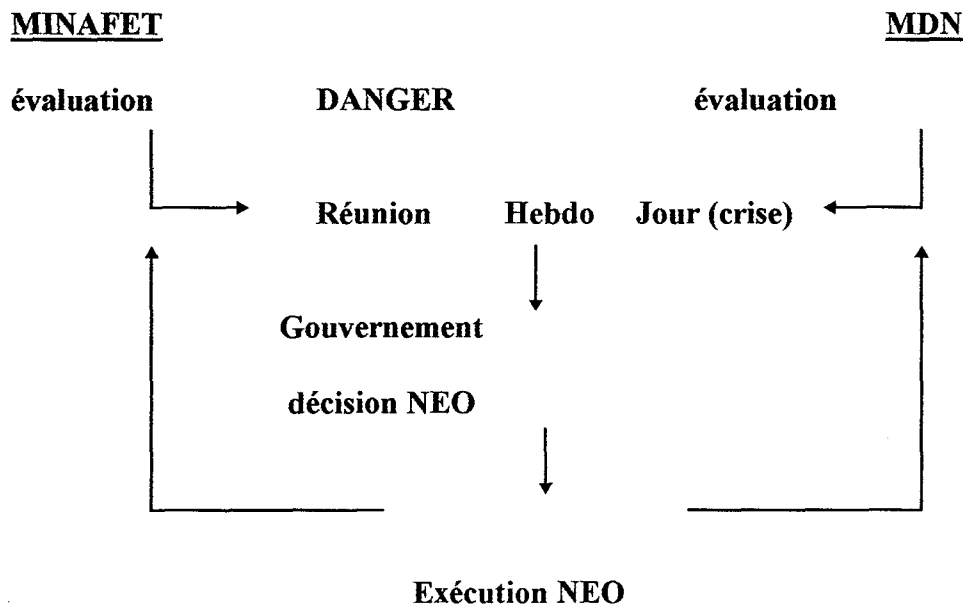 MINAFET MDN
évaluation DANGER évaluation
Réunion Hebdo Jour (crise)
Gouvernement
décision NEO
Exécution NEO